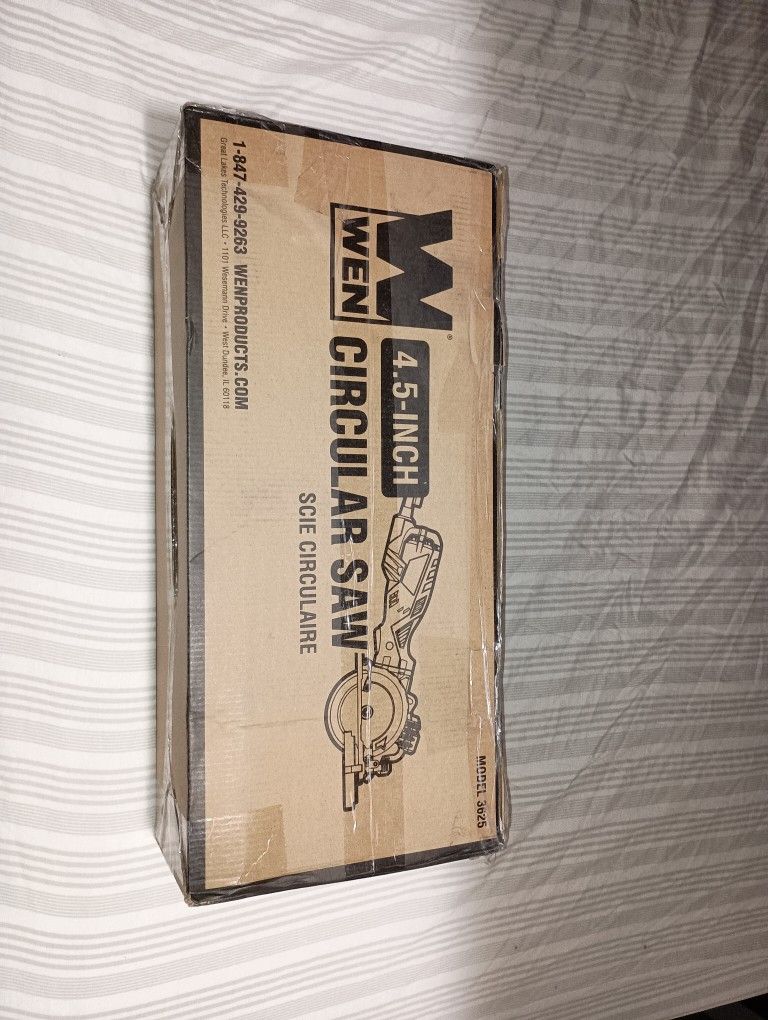 MODEL 3625
W®
WEN
4.5-INCH
CIRCULAR SAW
SCIE CIRCULAIRE
1-847-429-9263 WENPRODUCTS.COM
Great Lakes Technologies LLC • 1101 Wesemann Drive • West Dundee, IL 60118